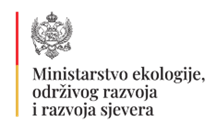 Ministarstvo ekologije,
održivog razvoja
i razvoja sjevera